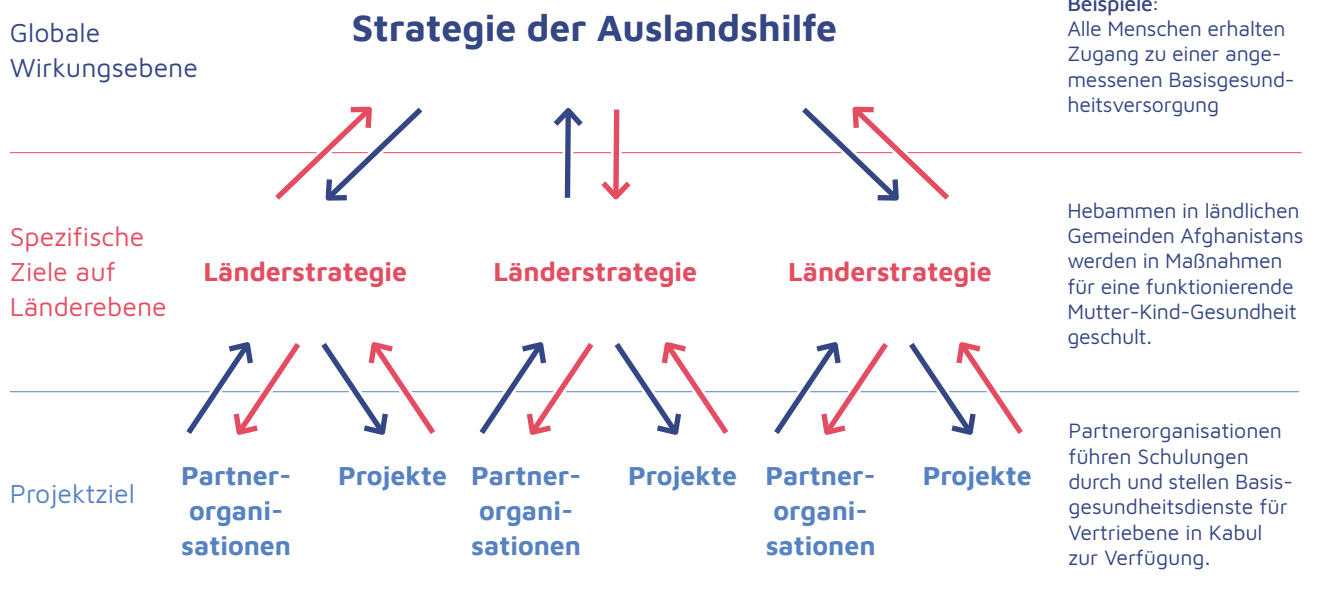 Globale
Wirkungsebene
Strategie der Auslandshilfe
Beispiele:
Alle Menschen erhalten
Zugang zu einer ange-
messenen Basisgesund-
heitsversorgung
Spezifische
Ziele auf
Länderebene
Länderstrategie
Länderstrategie
Länderstrategie
Hebammen in ländlichen
Gemeinden Afghanistans
werden in Maßnahmen
für eine funktionierende
Mutter-Kind-Gesundheit
geschult.
Projektziel
Partner-
organi-
sationen
Projekte
Partner-
organi-
sationen
Projekte
Partner-
organi-
sationen
Projekte
Partnerorganisationen
führen Schulungen
durch und stellen Basis-
gesundheitsdienste für
Vertriebene in Kabul
zur Verfügung.